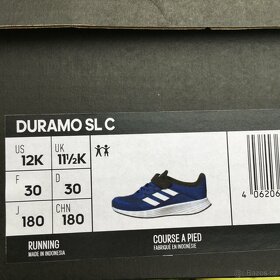 DURAMO SL C
US
12K
UK
11½K
F
30
D
30
J
180
CHN
180
RUNNING
MADE IN INDONESIA
COURSE A PIED
FABRIQUE EN INDONESIE
4 06206